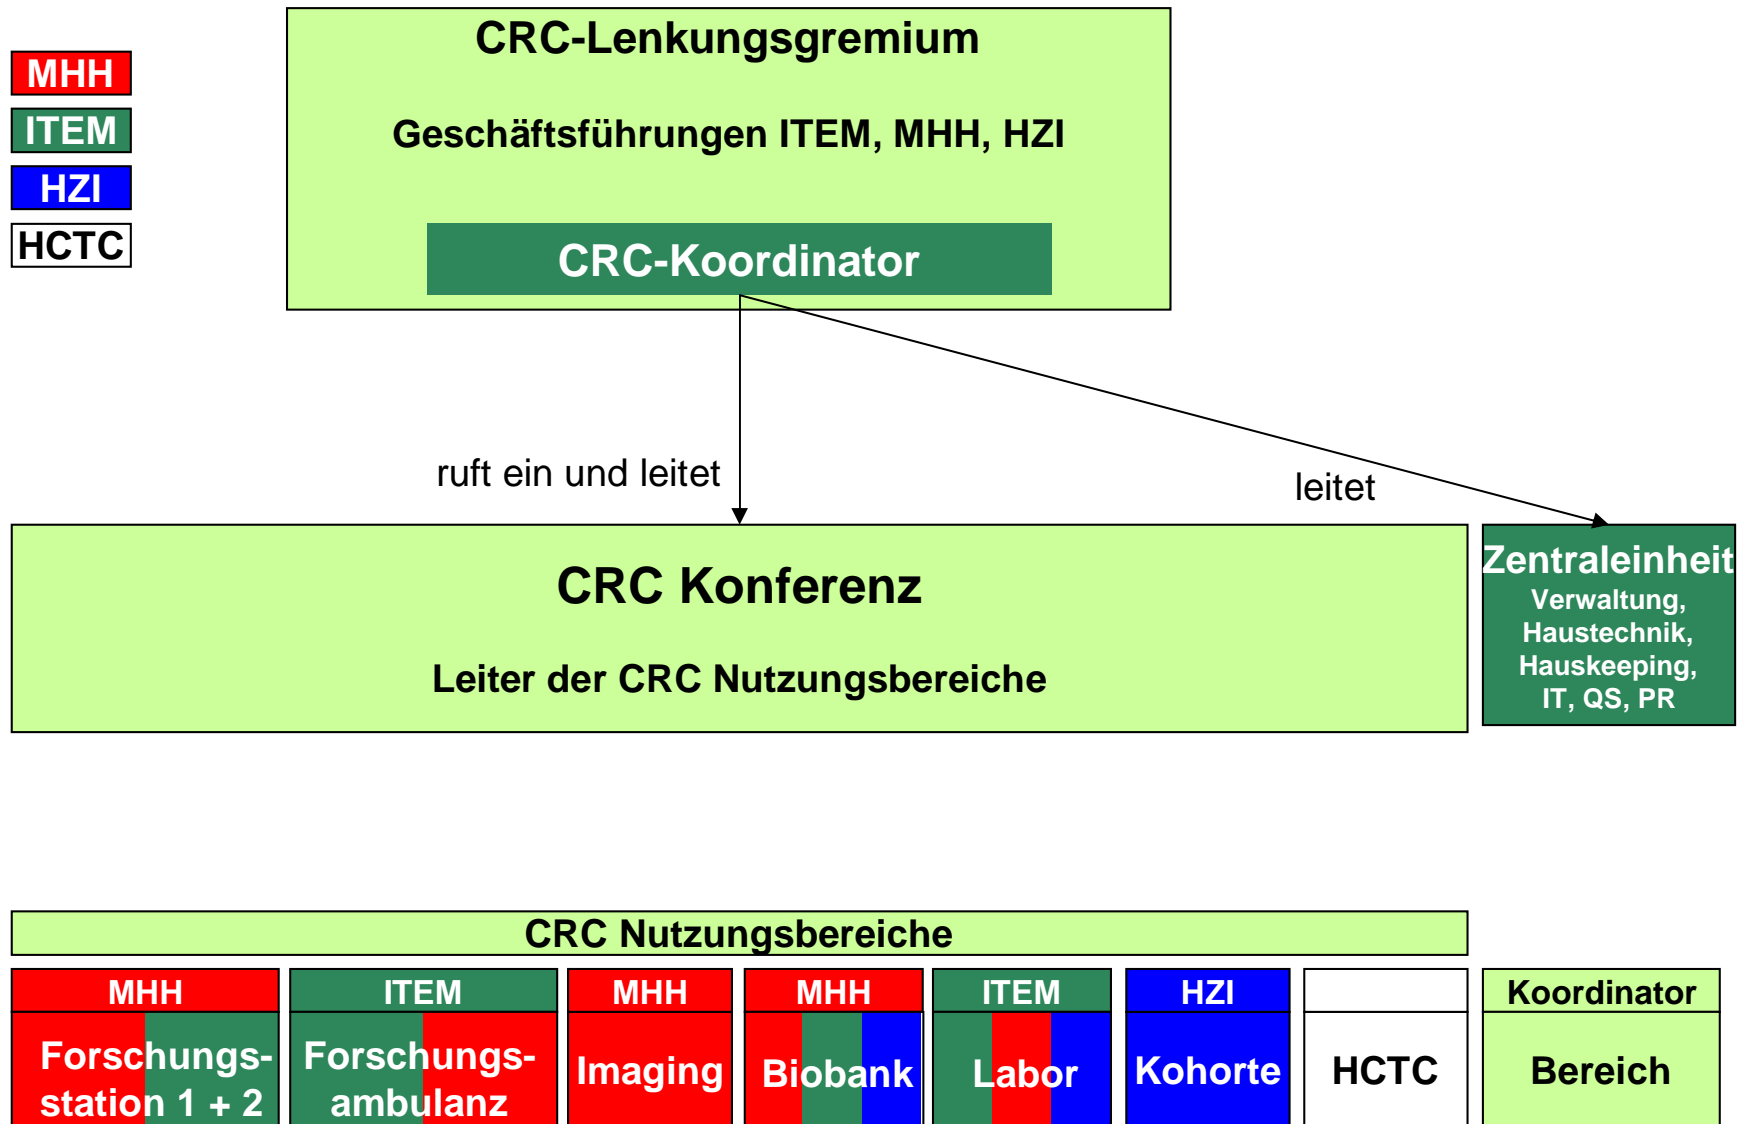 CRC-Lenkungsgremium
MHH
ITEM
HZI
HCTC
Geschäftsführungen ITEM, MHH, HZI
CRC-Koordinator
ruft ein und leitet
leitet
CRC Konferenz
Leiter der CRC Nutzungsbereiche
Zentraleinheit
Verwaltung,
Haustechnik,
Hauskeeping,
IT, QS, PR
CRC Nutzungsbereiche
MHH
Forschungs-
station 1 + 2
ITEM
Forschungs-
ambulanz
MHH
Imaging
MHH
Biobank
ITEM
Labor
HZI
Kohorte
HCTC
Koordinator
Bereich